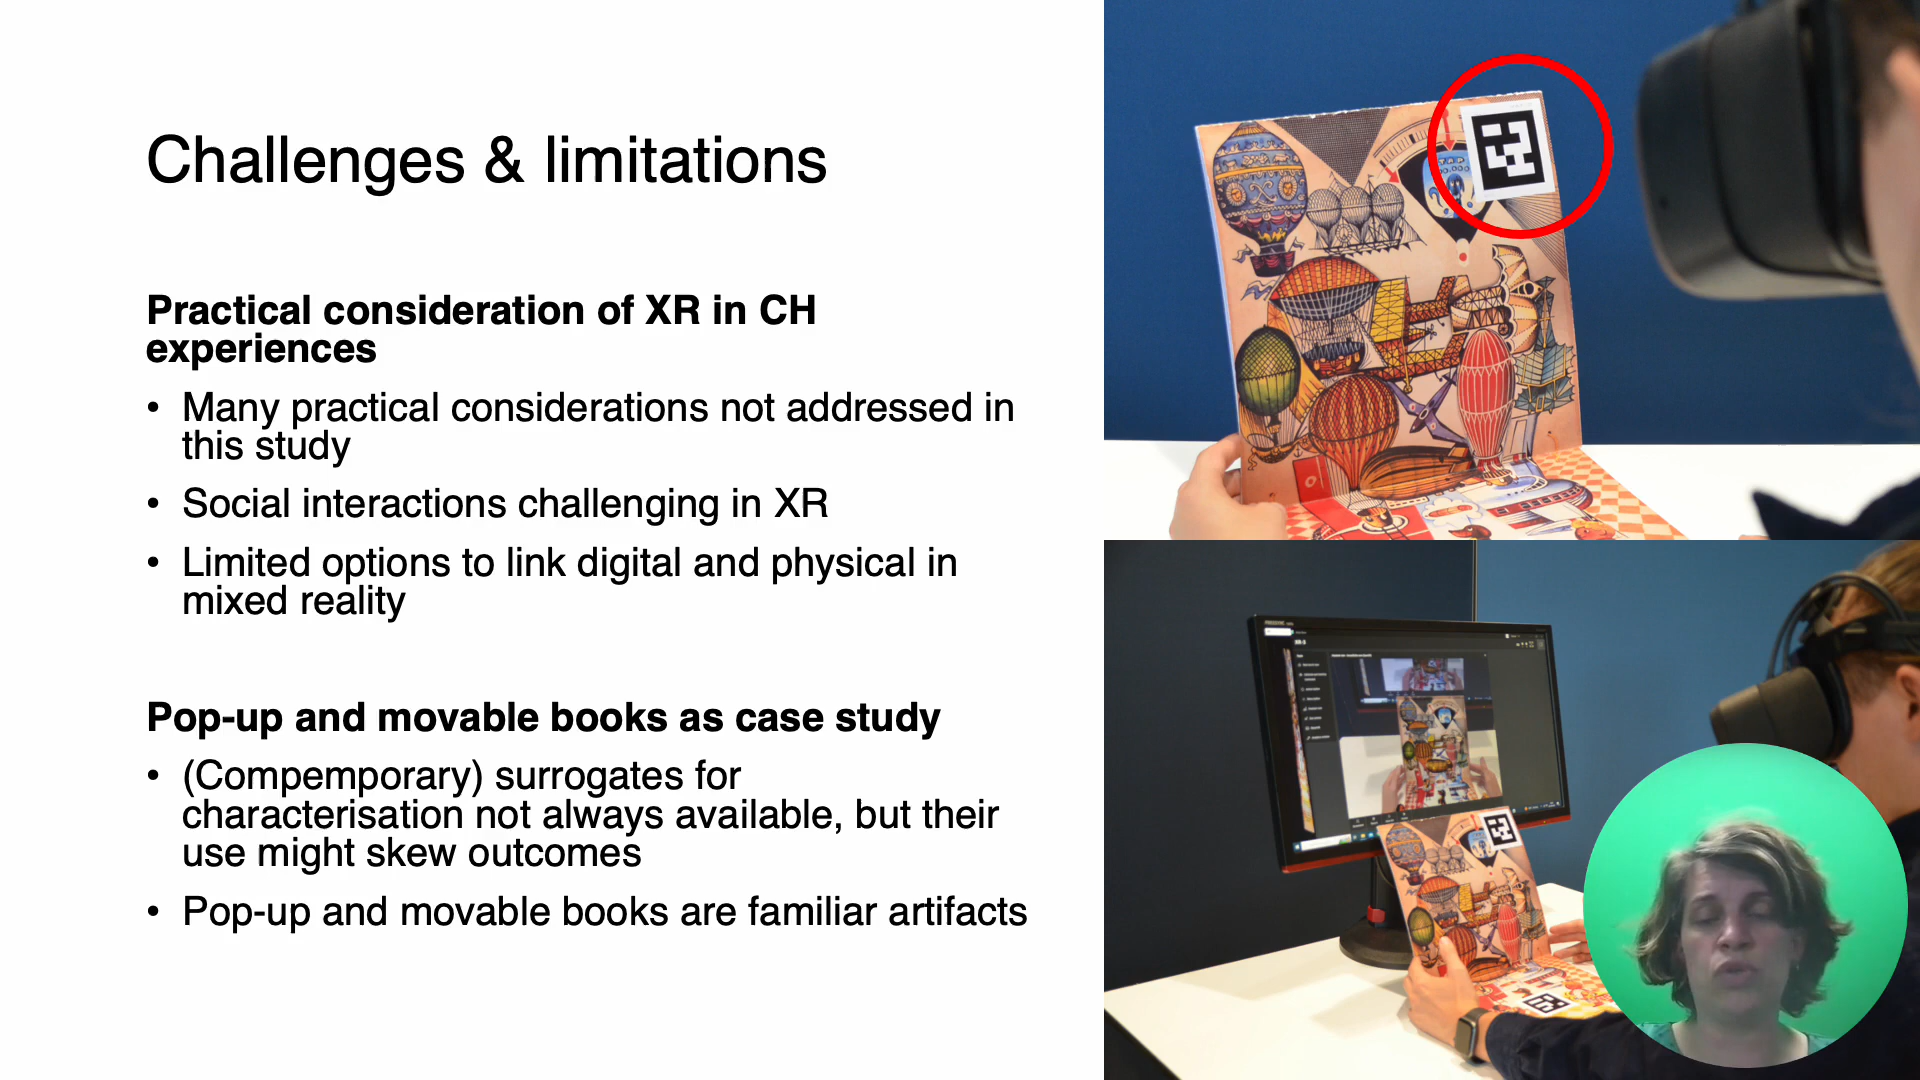 Challenges & limitations
Practical consideration of XR in CH
experiences
• Many practical considerations not addressed in
this study
• Social interactions challenging in XR
• Limited options to link digital and physical in
mixed reality
Pop-up and movable books as case study
• (Compemporary) surrogates for
characterisation not always available, but their
use might skew outcomes
• Pop-up and movable books are familiar artifacts